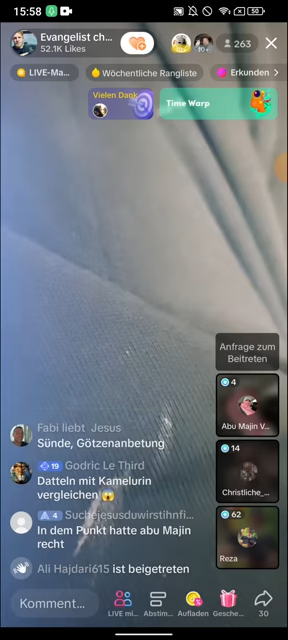 15:58
50
Evangelist ch...
52.1K Likes
10+
263
LIVE-Ma...
Wöchentliche Rangliste
Erkunden
Vielen Dank
Time Warp
Anfrage zum
Beitreten
4
Abu Majin V...
14
Christliche_...
62
Reza
Fabi liebt Jesus
Sünde, Götzenanbetung
19 Godric Le Third
Datteln mit Kamelurin
vergleichen
4 Suchejesusduwirstihnfi...
In dem Punkt hatte abu Majin
recht
Ali Hajdari615 ist beigetreten
Komment...
LIVE mi...
Abstim...
Aufladen
Gesche...
30